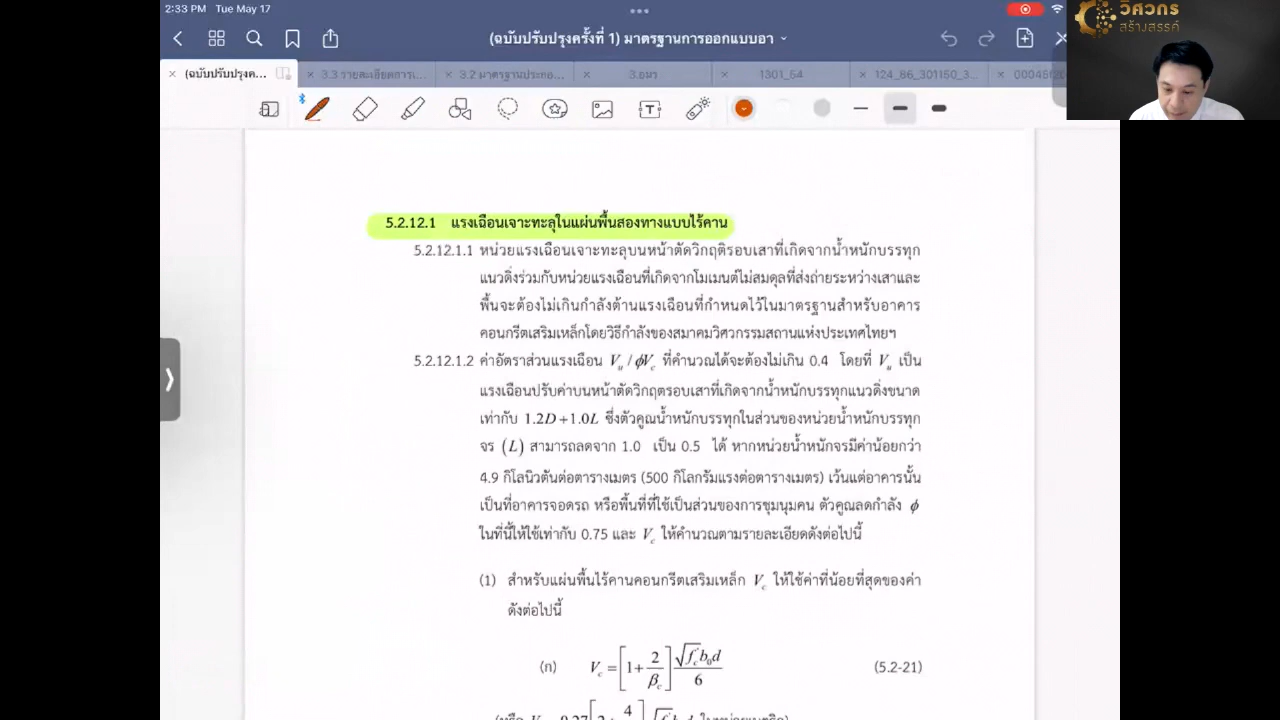 2:33 PM Tue May 17
วิศวกร
สร้างสรรค์
(ฉบับปรับปรุงครั้งที่ 1) มาตรฐานการออกแบบอา
(ฉบับปรับปรุงค...
3.3 รายละเอียดการเ...
3.2 มาตรฐานประกอ...
3.อนร
1301_64
124_86_301150_3...
5.2.12.1 แรงเฉือนเจาะทะลุในแผ่นพื้นสองทางแบบไร้คาน
5.2.12.1.1 หน่วยแรงเฉือนเจาะทะลุบนหน้าตัดวิกฤติรอบเสาที่เกิดจากน้ำหนักบรรทุก
แนวดิ่งร่วมกับหน่วยแรงเฉือนที่เกิดจากโมเมนต์ไม่สมดุลที่ส่งถ่ายระหว่างเสาและ
พื้นจะต้องไม่เกินกำลังต้านแรงเฉือนที่กำหนดไว้ในมาตรฐานสำหรับอาคาร
คอนกรีตเสริมเหล็กโดยวิธีกำลังของสมาคมวิศวกรรมสถานแห่งประเทศไทยฯ
5.2.12.1.2 ค่าอัตราส่วนแรงเฉือน V_u / ϕV_c ที่คำนวณได้จะต้องไม่เกิน 0.4 โดยที่ V_u เป็น
แรงเฉือนปรับค่าบนหน้าตัดวิกฤตรอบเสาที่เกิดจากน้ำหนักบรรทุกแนวดิ่งขนาด
เท่ากับ 1.2D+1.0L ซึ่งตัวคูณน้ำหนักบรรทุกในส่วนของหน่วยน้ำหนักบรรทุก
จร (L) สามารถลดจาก 1.0 เป็น 0.5 ได้ หากหน่วยน้ำหนักจรมีค่าน้อยกว่า
4.9 กิโลนิวตันต่อตารางเมตร (500 กิโลกรัมแรงต่อตารางเมตร) เว้นแต่อาคารนั้น
เป็นที่อาคารจอดรถ หรือพื้นที่ที่ใช้เป็นส่วนของการชุมนุมคน ตัวคูณลดกำลัง ϕ
ในที่นี้ให้ใช้เท่ากับ 0.75 และ V_c ให้คำนวณตามรายละเอียดดังต่อไปนี้
(1) สำหรับแผ่นพื้นไร้คานคอนกรีตเสริมเหล็ก V_c ให้ใช้ค่าที่น้อยที่สุดของค่า
ดังต่อไปนี้
(ก) V_c = [1+ 2/β_c] √f_c′ b_0 d / 6 (5.2-21)